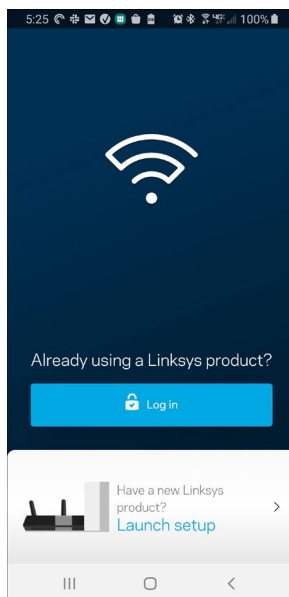 5:25 100%
Already using a Linksys product?
Log in
Have a new Linksys
product?
Launch setup